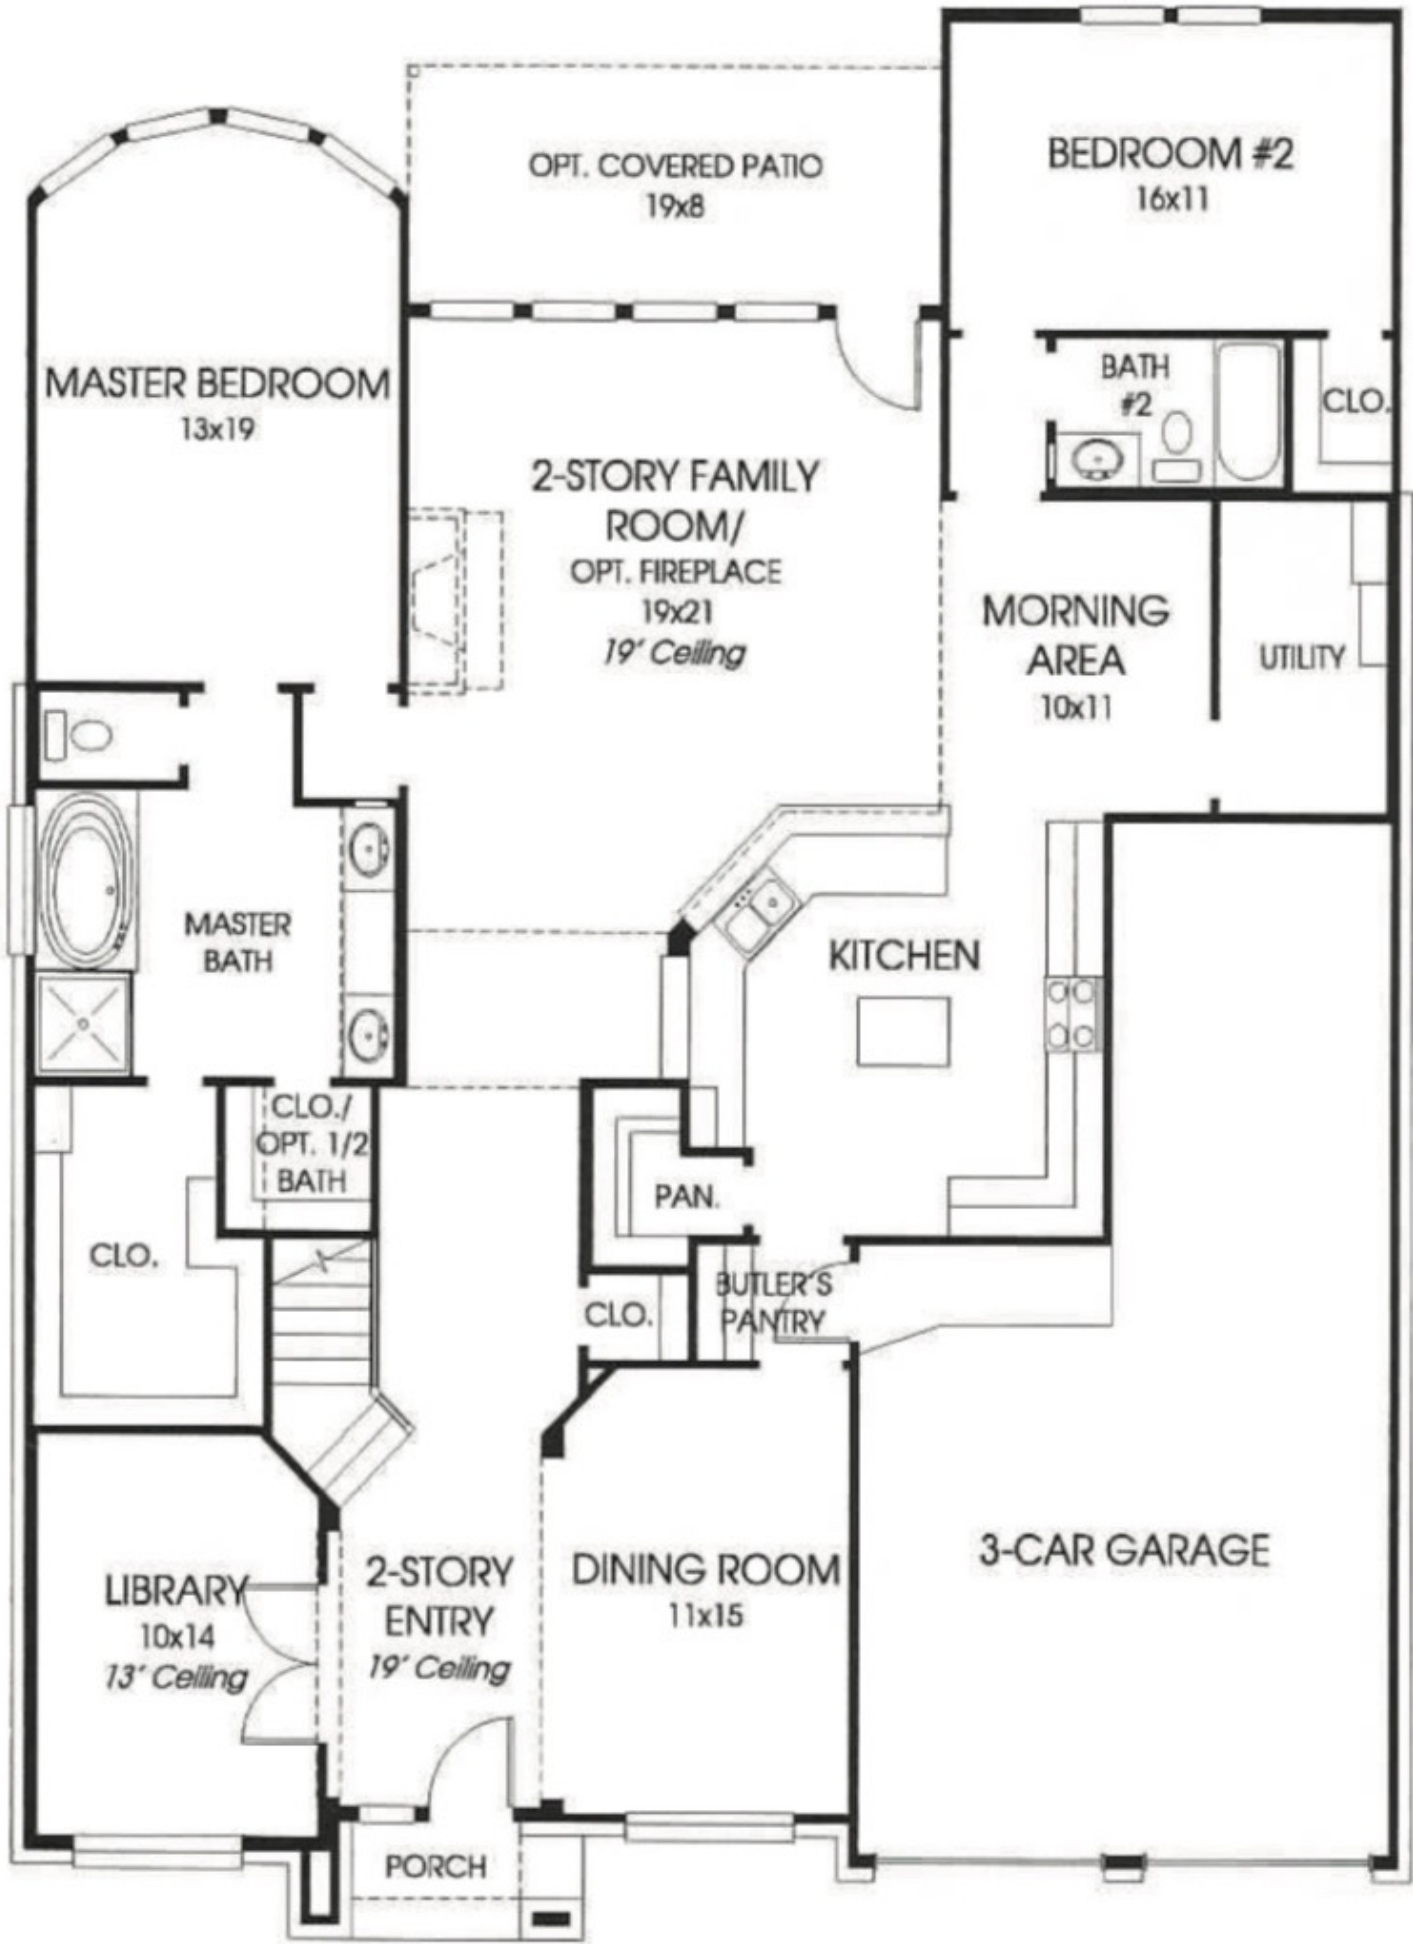 OPT. COVERED PATIO
19x8
BEDROOM #2
16x11
MASTER BEDROOM
13x19
BATH
#2
CLO.
2-STORY FAMILY
ROOM/
OPT. FIREPLACE
19x21
19' Ceiling
MORNING
AREA
10x11
UTILITY
MASTER
BATH
KITCHEN
CLO./
OPT. 1/2
BATH
PAN.
CLO.
CLO.
BUTLER'S
PANTRY
LIBRARY
10x14
13' Ceiling
2-STORY
ENTRY
19' Ceiling
DINING ROOM
11x15
3-CAR GARAGE
PORCH